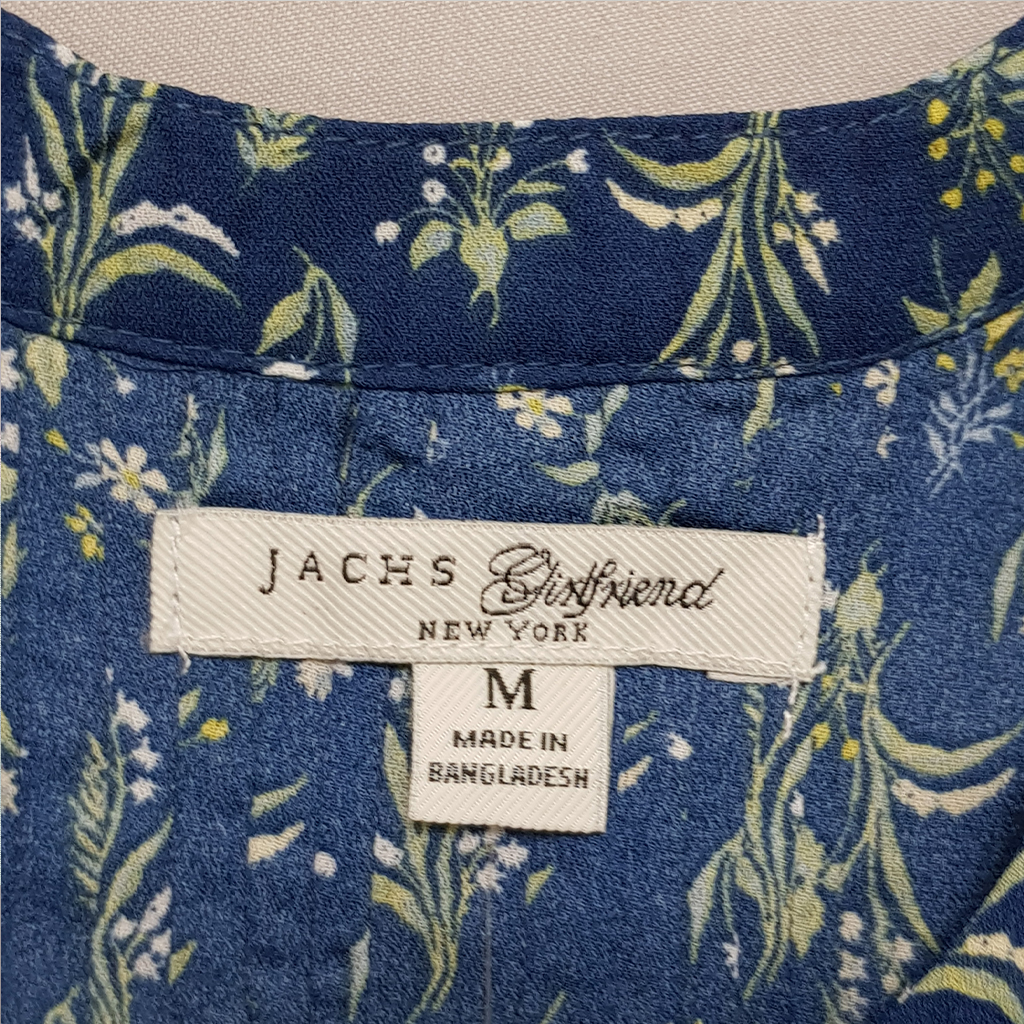 JACHS Girlfriend
NEW YORK
M
MADE IN
BANGLADESH